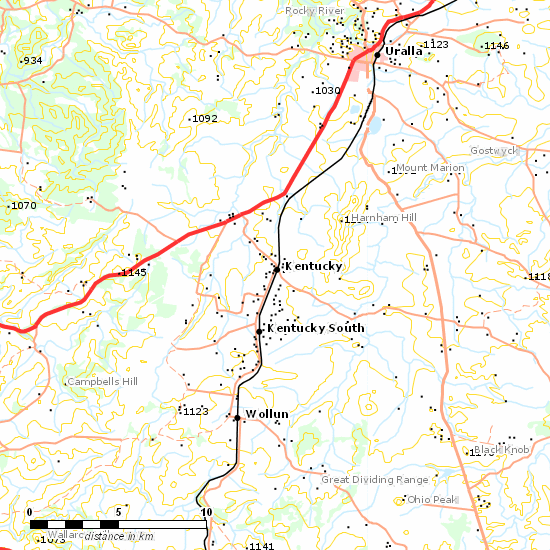 Rocky River
1123
1146
Uralla
934
1030
1092
Gostwyck
Mount Marion
1070
Harnham Hill
Kentucky
1145
1118
Kentucky South
Campbells Hill
1123
Wollun
Black Knob
Great Dividing Range
Ohio Peak
0 5 10
distance in km
1073
1141